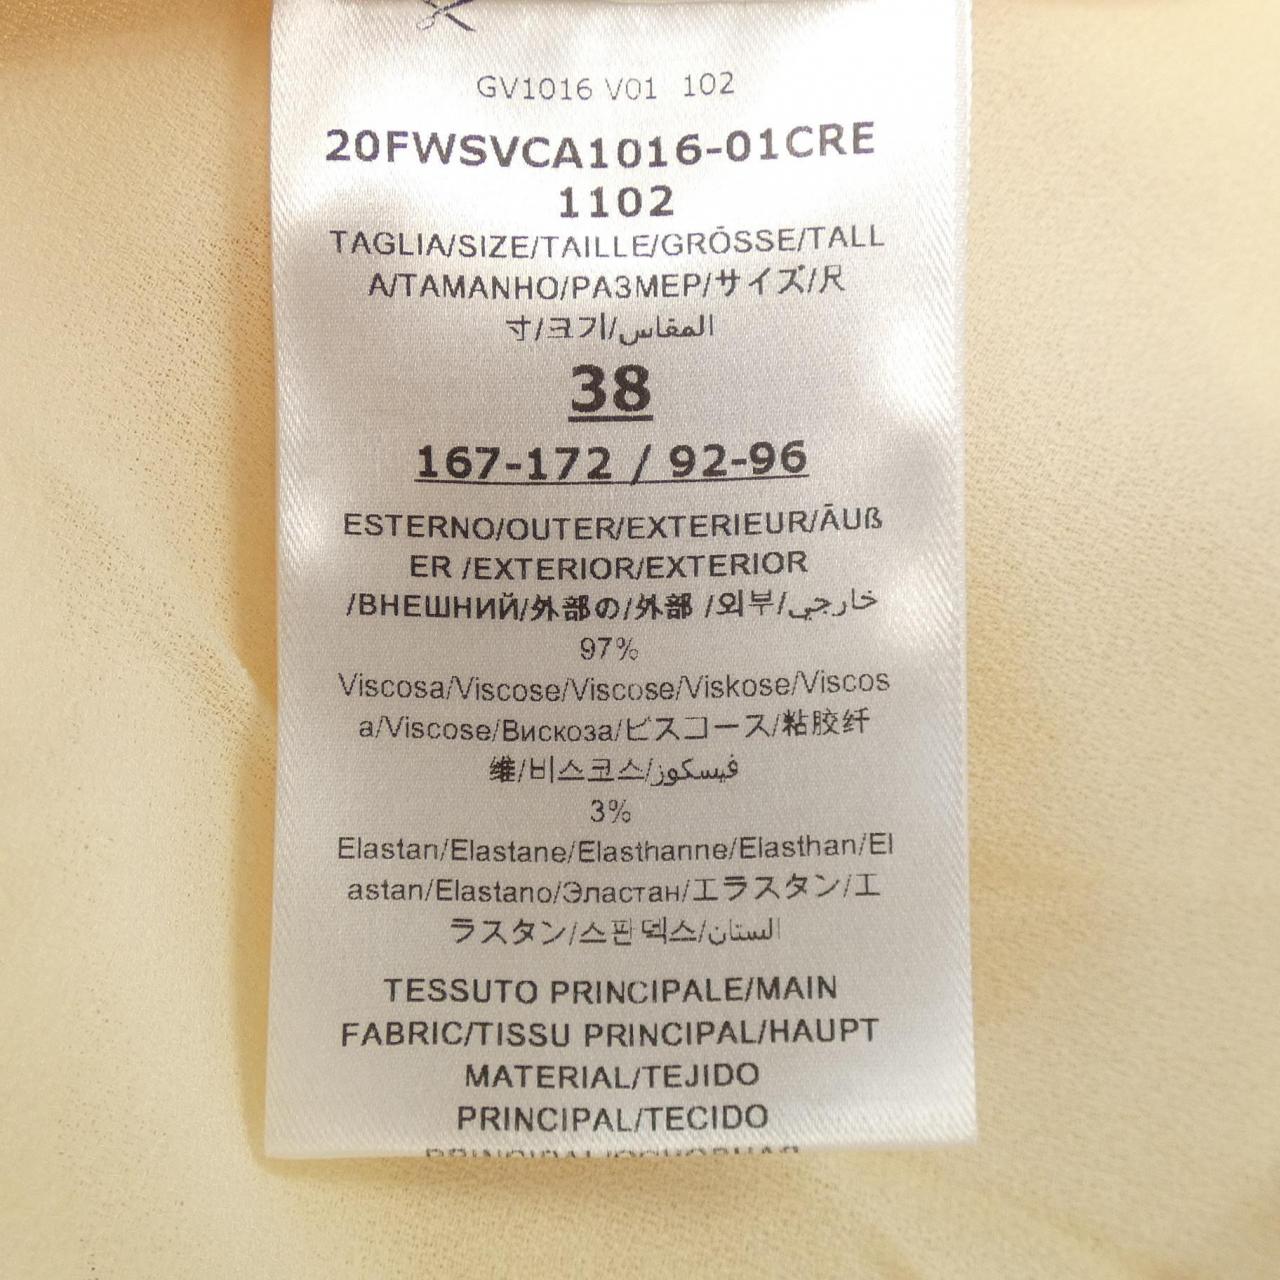 GV1016 V01 102
20FWSVCA1016-01CRE
1102
TAGLIA/SIZE/TAILLE/GRÖSSE/TALL
A/TAMANHO/РАЗМЕР/サイズ/尺
寸/크기/المقاس
38
167-172 / 92-96
ESTERNO/OUTER/EXTERIEUR/ÄUß
ER /EXTERIOR/EXTERIOR
/ВНЕШНИЙ/外部の/外部 /외부/خارجي
97%
Viscosa/Viscose/Viscose/Viskose/Viscos
a/Viscose/Вискоза/ビスコース/粘胶纤
维/비스코스/فيسكوز
3%
Elastan/Elastane/Elasthanne/Elasthan/El
astan/Elastano/Эластан/エラスタン/エ
ラスタン/스판덱스/الستان
TESSUTO PRINCIPALE/MAIN
FABRIC/TISSU PRINCIPAL/HAUPT
MATERIAL/TEJIDO
PRINCIPAL/TECIDO